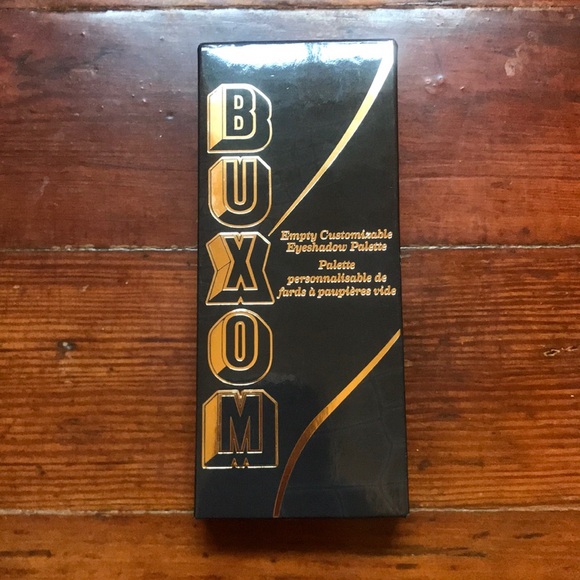 BUXOM
Empty Customizable
Eyeshadow Palette
Palette
personnalisable de
fards à paupières vide